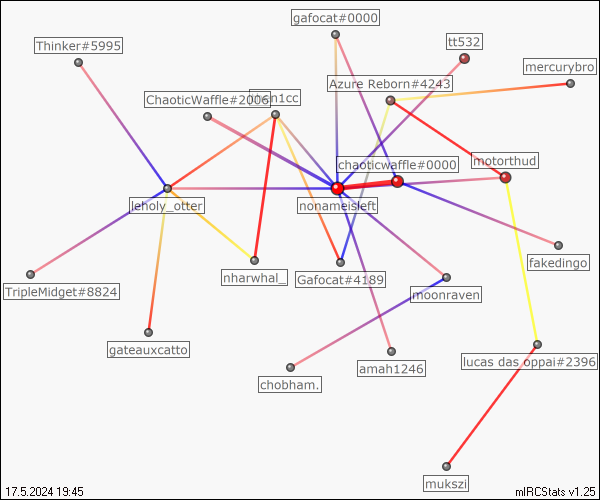 gafocat#0000
Thinker#5995
tt532
mercurybro
Azure Reborn#4243
ChaoticWaffle#2006
chaoticwaffle#0000
motorthud
leholy_otter
nonameisleft
fakedingo
nharwhal_
Gafocat#4189
TripleMidget#8824
moonraven
gateauxcatto
lucas das oppai#2396
amah1246
chobham.
mukszi
17.5.2024 19:45
mIRCStats v1.25